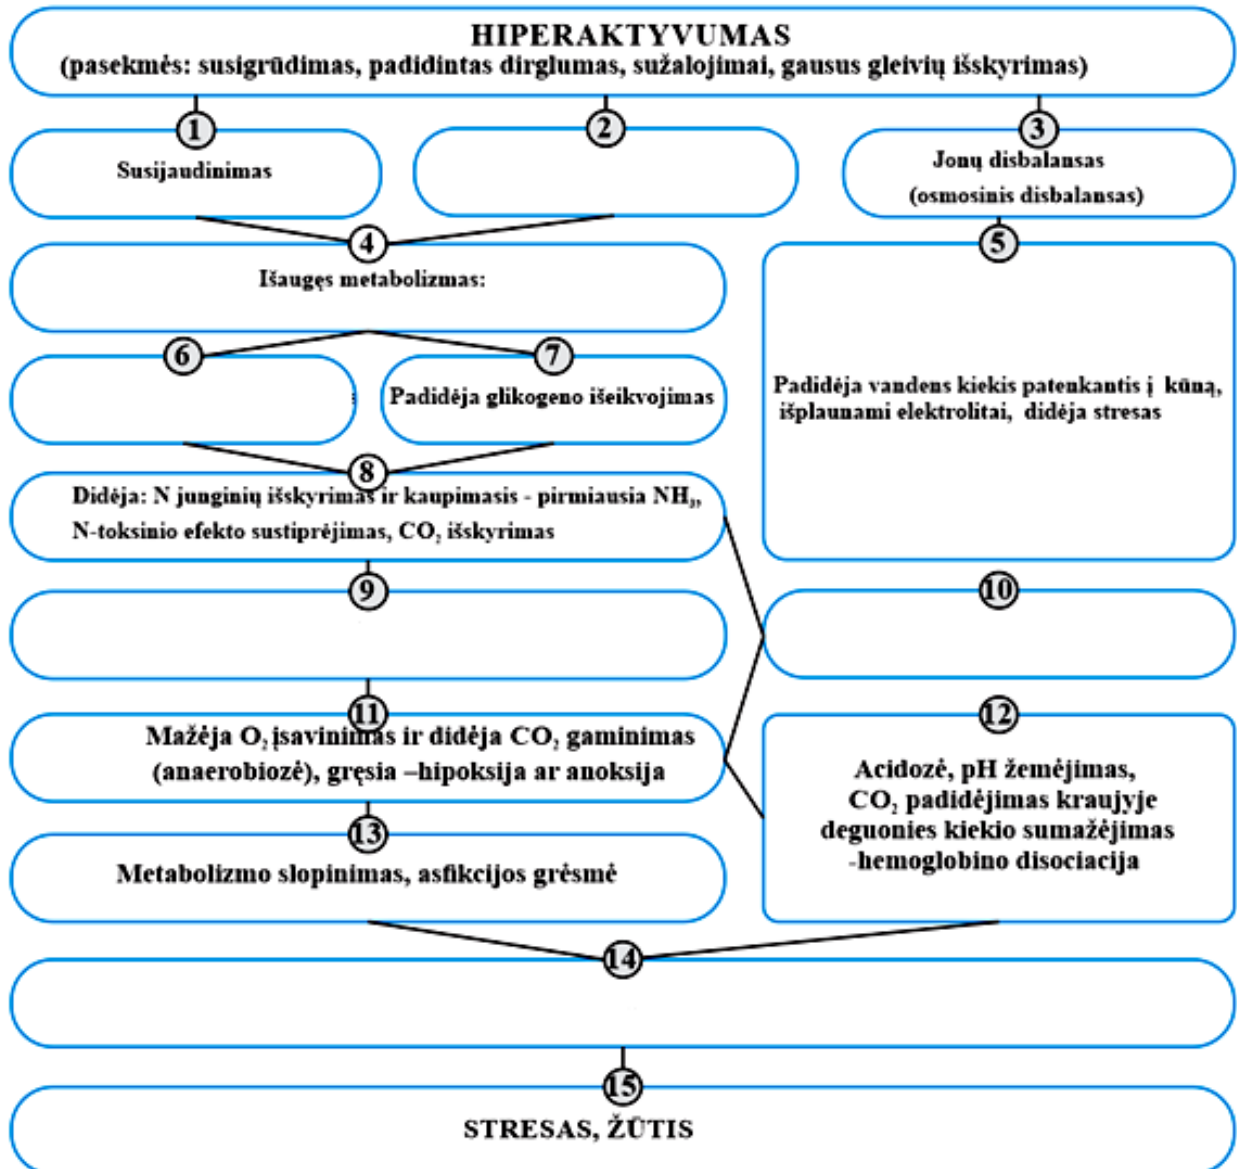 HIPERAKTYVUMAS
(pasekmės: susigrūdimas, padidintas dirglumas, sužalojimai, gausus gleivių išskyrimas)
1
2
3
Susijaudinimas
Jonų disbalansas
(osmosinis disbalansas)
4
5
Išaugęs metabolizmas:
6
7
Padidėja glikogeno išeikvojimas
Padidėja vandens kiekis patenkantis į kūną,
išplaunami elektrolitai, didėja stresas
8
Didėja: N junginių išskyrimas ir kaupimasis - pirmiausia NH₃,
N-toksinio efekto sustiprėjimas, CO₂ išskyrimas
9
10
11
Mažėja O₂ įsavinimas ir didėja CO₂ gaminimas
(anaerobiozė), gręsia –hipoksija ar anoksija
12
Acidozė, pH žemėjimas,
CO₂ padidėjimas kraujyje
deguonies kiekio sumažėjimas
-hemoglobino disociacija
13
Metabolizmo slopinimas, asfikcijos grėsmė
14
15
STRESAS, ŽŪTIS